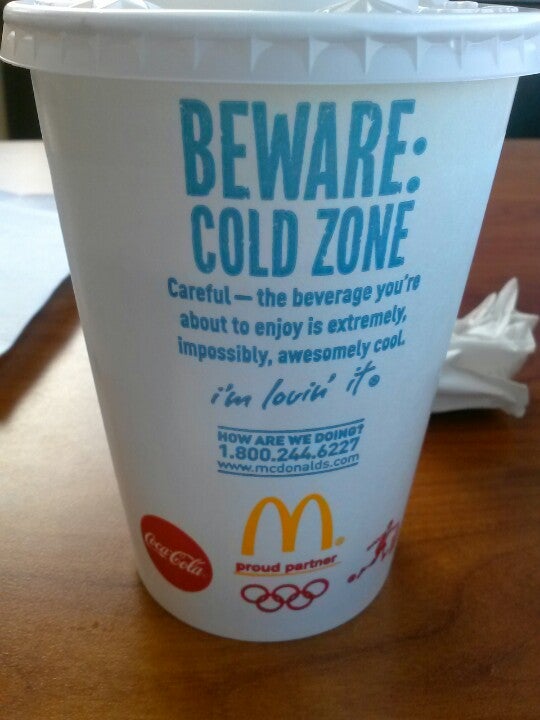 BEWARE:
COLD ZONE
Careful — the beverage you're
about to enjoy is extremely,
impossibly, awesomely cool.
i'm lovin' it.
HOW ARE WE DOING?
1.800.244.6227
www.mcdonalds.com
Coca-Cola
M
proud partner